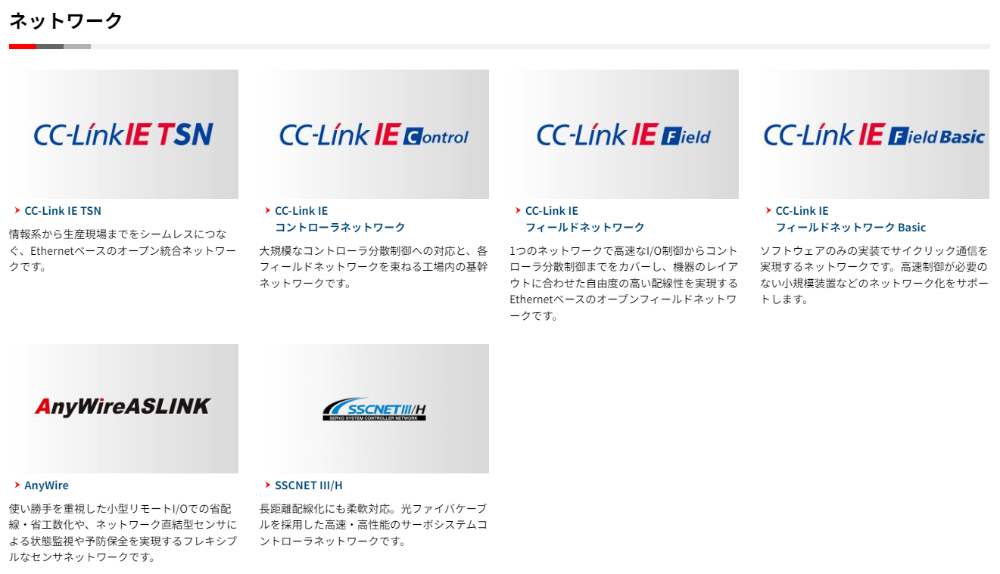 ネットワーク
CC-Link IE TSN
CC-Link IE Control
CC-Link IE Field
CC-Link IE Field Basic
CC-Link IE TSN
情報系から生産現場までをシームレスにつな
ぐ、Ethernetベースのオープン統合ネットワー
クです。
CC-Link IE
コントローラネットワーク
大規模なコントローラ分散制御への対応と、各
フィールドネットワークを束ねる工場内の基幹
ネットワークです。
CC-Link IE
フィールドネットワーク
1つのネットワークで高速なI/O制御からコント
ローラ分散制御までをカバーし、機器のレイア
ウトに合わせた自由度の高い配線性を実現する
Ethernetベースのオープンフィールドネットワ
ークです。
CC-Link IE
フィールドネットワーク Basic
ソフトウェアのみの実装でサイクリック通信を
実現するネットワークです。高速制御が必要の
ない小規模装置などのネットワーク化をサポー
トします。
AnyWireASLINK
SSCNETIII/H
SERVO SYSTEM CONTROLLER NETWORK
AnyWire
使い勝手を重視した小型リモートI/Oでの省配
線・省工数化や、ネットワーク直結型センサに
よる状態監視や予防保全を実現するフレキシブ
ルなセンサネットワークです。
SSCNET III/H
長距離配線化にも柔軟対応。光ファイバケーブ
ルを採用した高速・高性能のサーボシステムコ
ントローラネットワークです。